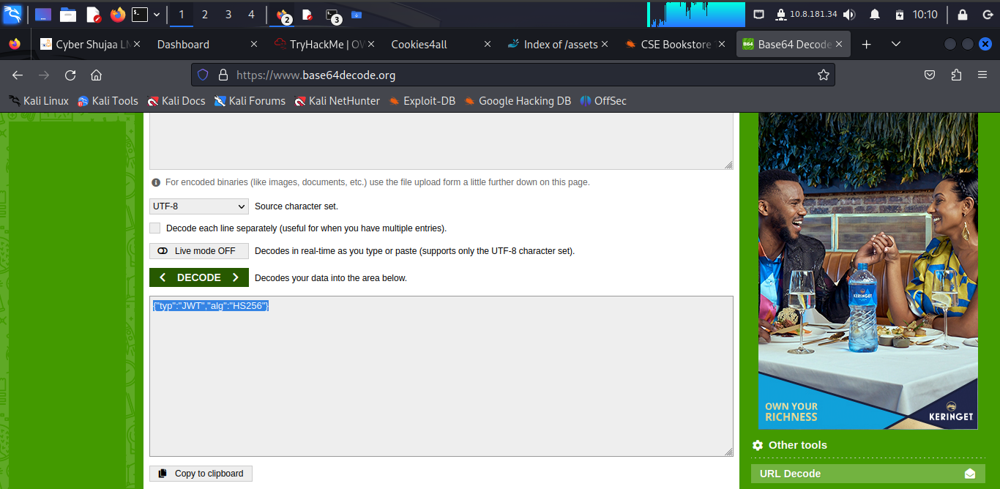 1 2 3 4 2 3 10.8.181.34 10:10
Cyber Shujaa LM Dashboard TryHackMe | OW Cookies4all Index of /assets CSE Bookstore B64 Base64 Decode
https://www.base64decode.org
Kali Linux Kali Tools Kali Docs Kali Forums Kali NetHunter Exploit-DB Google Hacking DB OffSec
For encoded binaries (like images, documents, etc.) use the file upload form a little further down on this page.
UTF-8 Source character set.
Decode each line separately (useful for when you have multiple entries).
Live mode OFF Decodes in real-time as you type or paste (supports only the UTF-8 character set).
DECODE Decodes your data into the area below.
{"typ":"JWT","alg":"HS256"}
Copy to clipboard
KERINGET
OWN YOUR
RICHNESS
KERINGET
Other tools
URL Decode